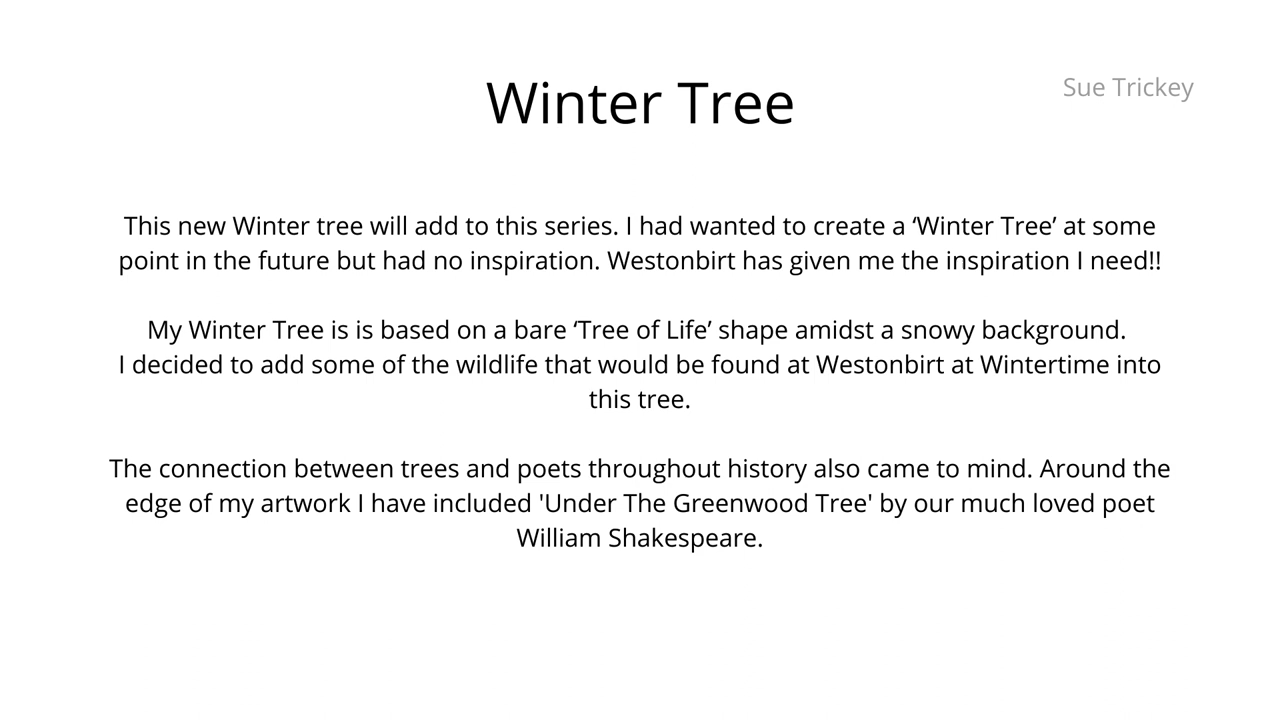 Winter Tree
Sue Trickey
This new Winter tree will add to this series. I had wanted to create a ‘Winter Tree’ at some
point in the future but had no inspiration. Westonbirt has given me the inspiration I need!!
My Winter Tree is is based on a bare ‘Tree of Life’ shape amidst a snowy background.
I decided to add some of the wildlife that would be found at Westonbirt at Wintertime into
this tree.
The connection between trees and poets throughout history also came to mind. Around the
edge of my artwork I have included 'Under The Greenwood Tree' by our much loved poet
William Shakespeare.